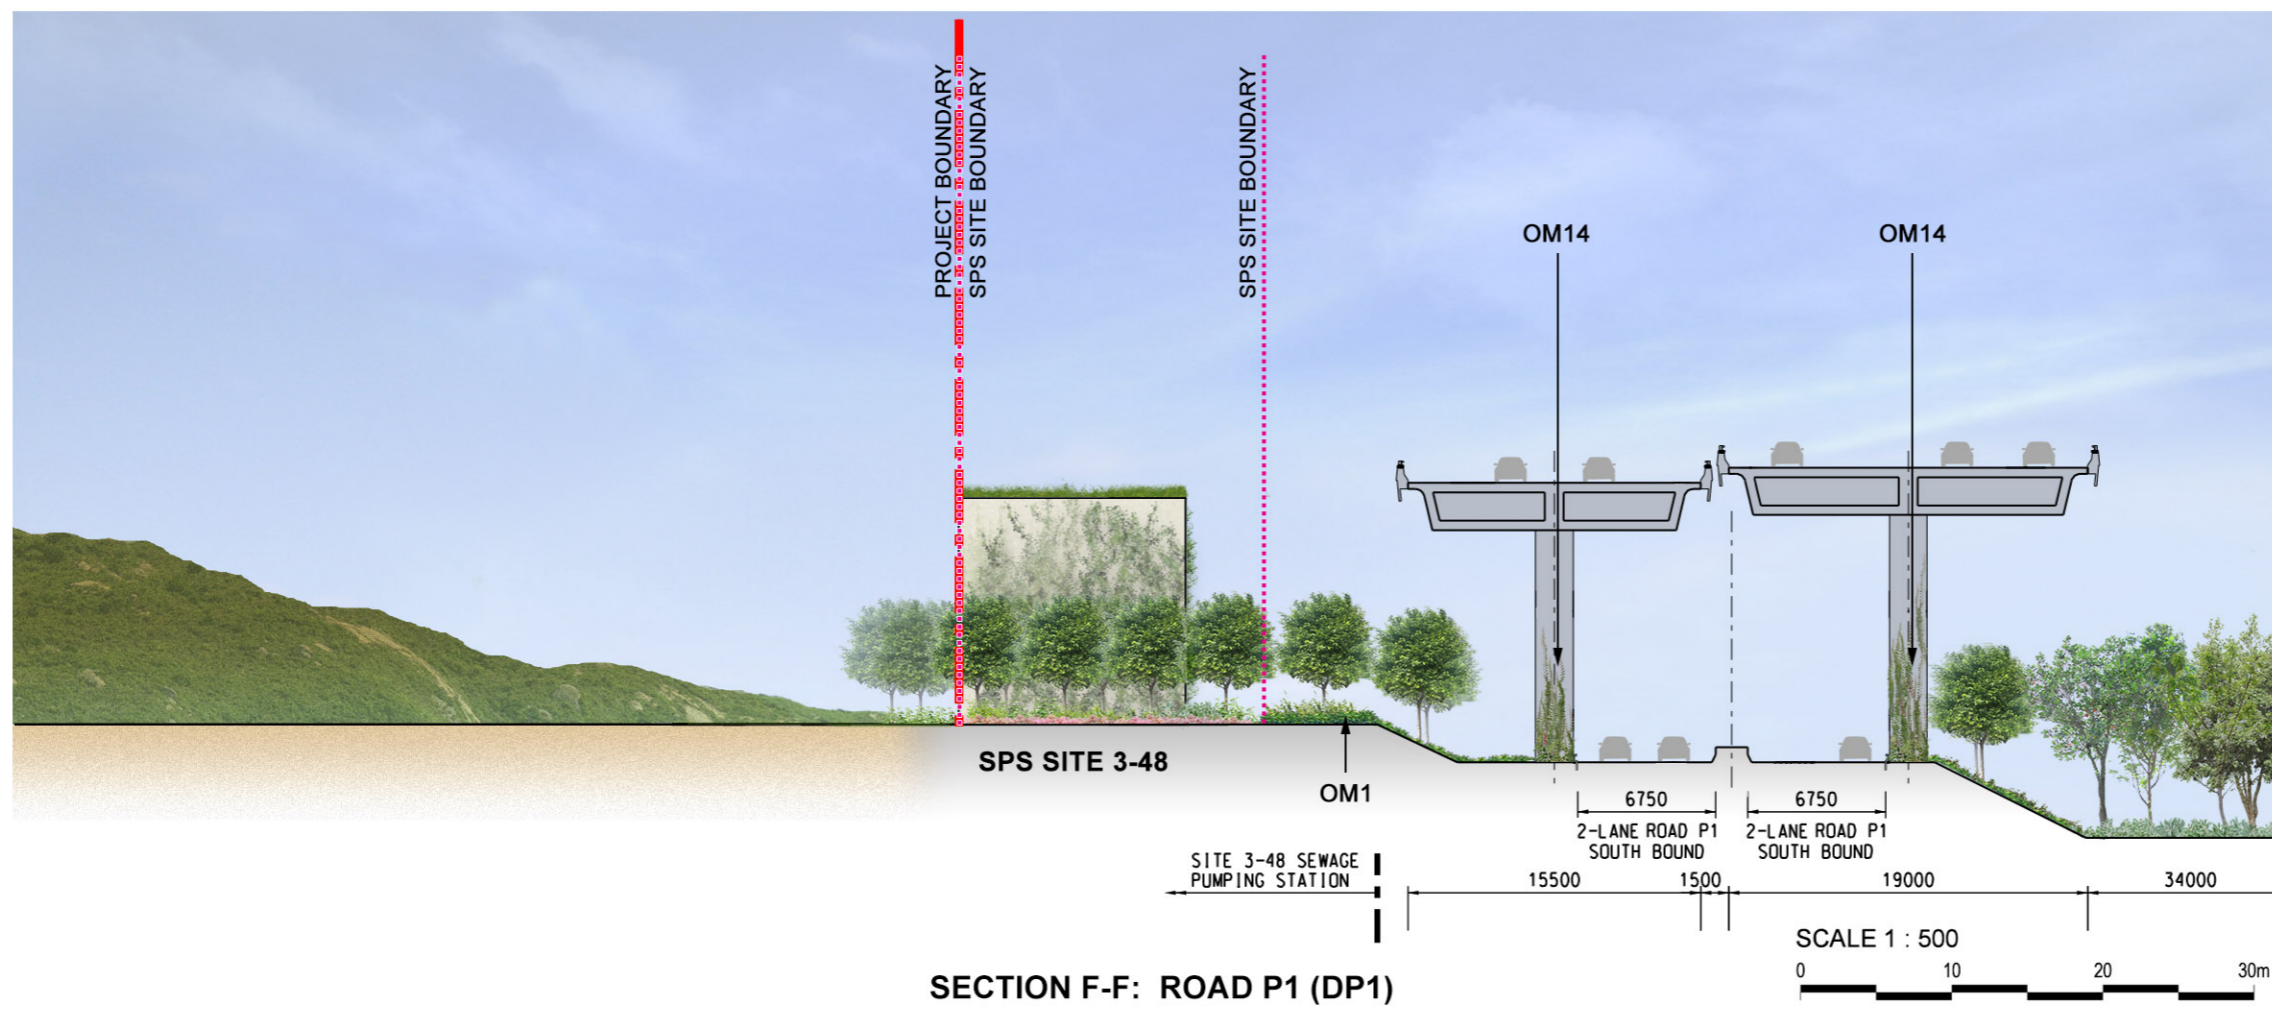 PROJECT BOUNDARY
SPS SITE BOUNDARY
SPS SITE BOUNDARY
OM14
OM14
SPS SITE 3-48
OM1
6750
6750
2-LANE ROAD P1
SOUTH BOUND
2-LANE ROAD P1
SOUTH BOUND
SITE 3-48 SEWAGE
PUMPING STATION
15500
1500
19000
34000
SCALE 1 : 500
0 10 20 30m
SECTION F-F: ROAD P1 (DP1)